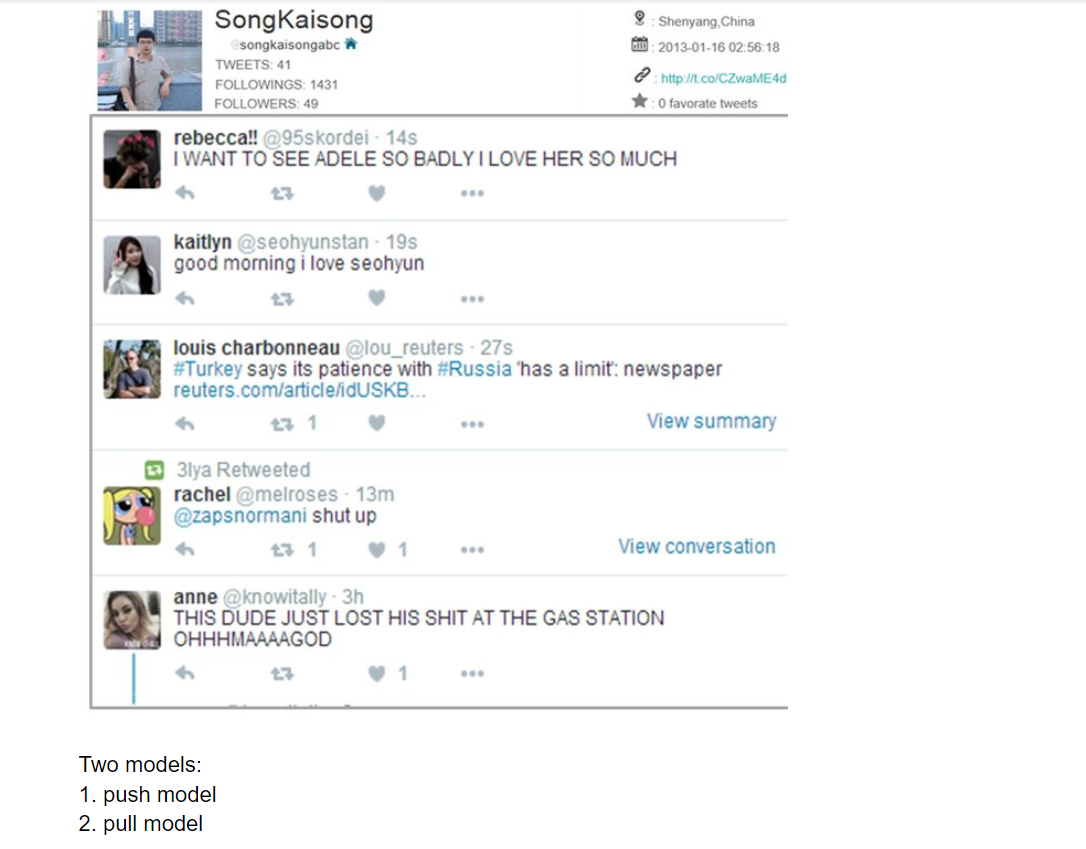 SongKaisong
@songkaisongabc
TWEETS: 41
FOLLOWINGS: 1431
FOLLOWERS: 49
: Shenyang,China
: 2013-01-16 02:56:18
: http://t.co/CZwaME4d
: 0 favorate tweets
rebecca!! @95skordei · 14s
I WANT TO SEE ADELE SO BADLY I LOVE HER SO MUCH
kaitlyn @seohyunstan · 19s
good morning i love seohyun
louis charbonneau @lou_reuters · 27s
#Turkey says its patience with #Russia 'has a limit': newspaper
reuters.com/article/idUSKB...
1
View summary
3lya Retweeted
rachel @melroses · 13m
@zapsnormani shut up
1 1
View conversation
anne @knowitally · 3h
THIS DUDE JUST LOST HIS SHIT AT THE GAS STATION
OHHHMAAAAGOD
1
Two models:
1. push model
2. pull model